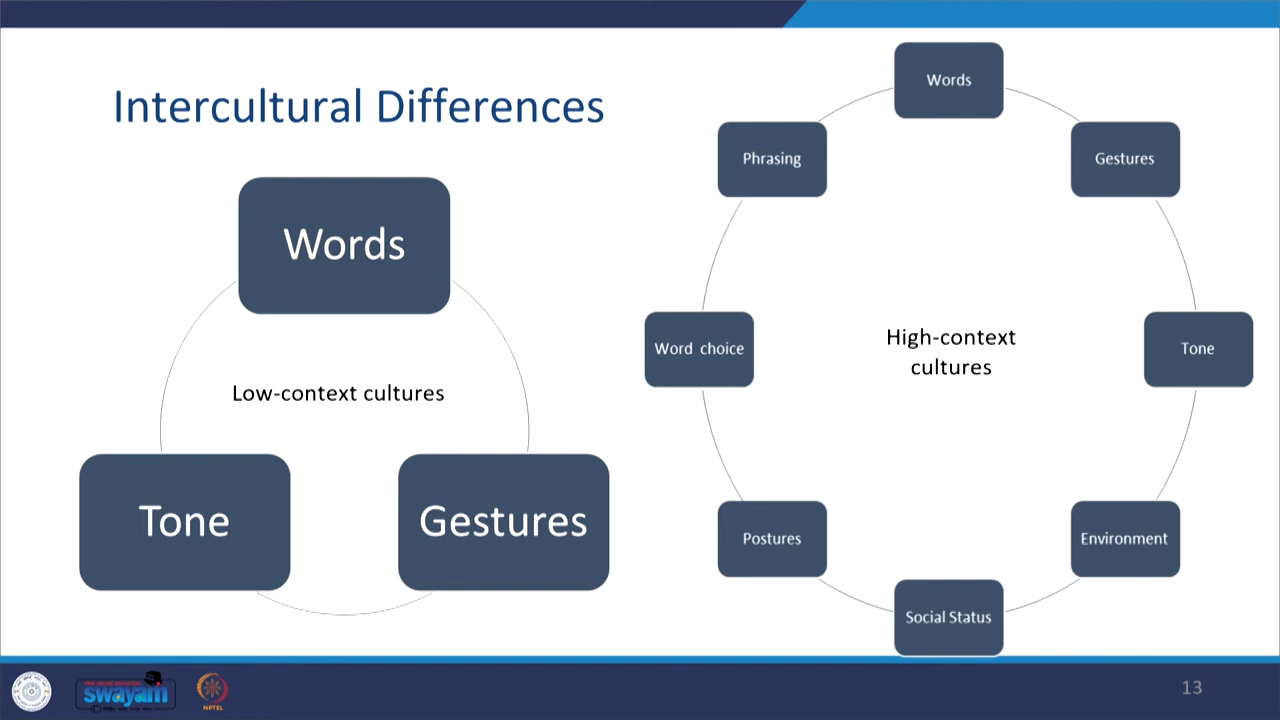 Intercultural Differences
Words
Low-context cultures
Tone
Gestures
Words
Phrasing
Gestures
Word choice
High-context
cultures
Tone
Postures
Environment
Social Status
swayam
NPTEL
13